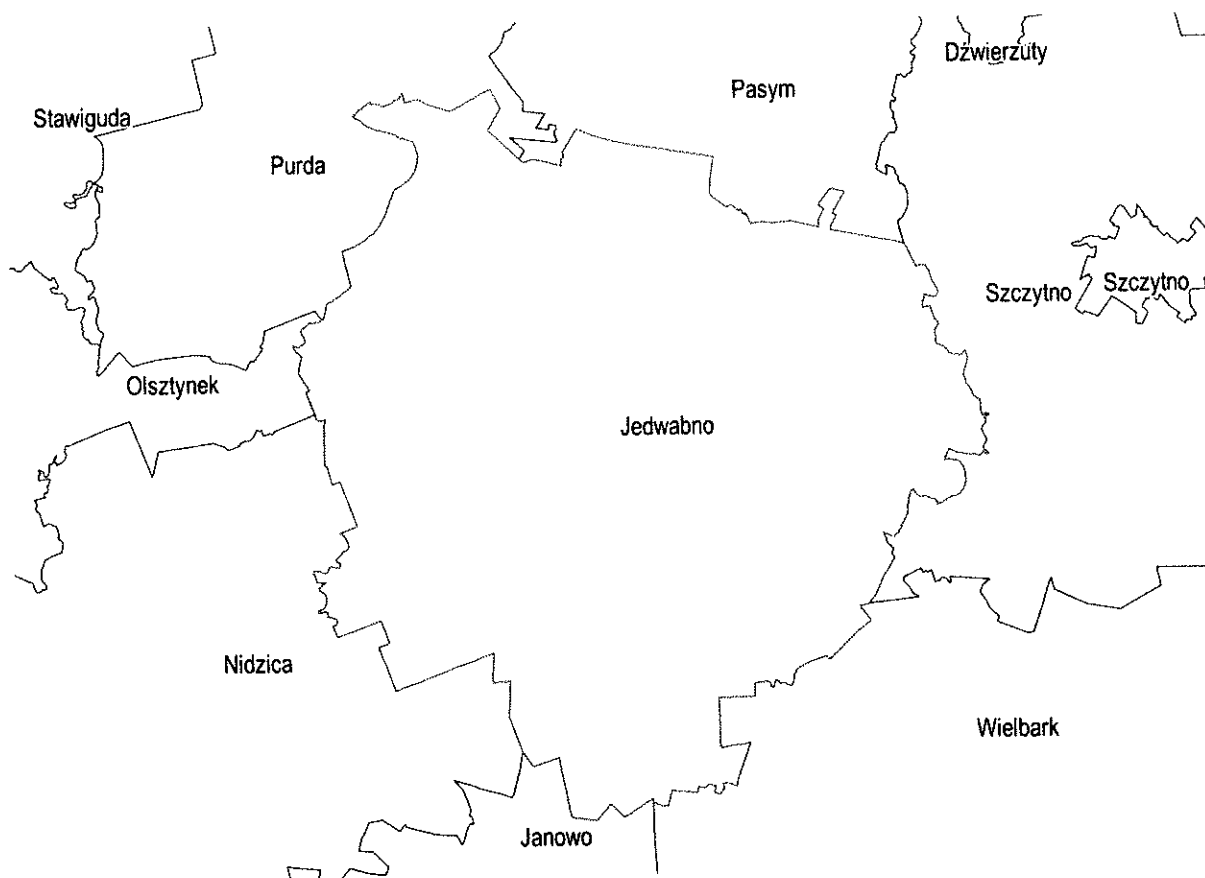 Dźwierzuty
Pasym
Stawiguda
Purda
Szczytno
Szczytno
Olsztynek
Jedwabno
Nidzica
Wielbark
Janowo